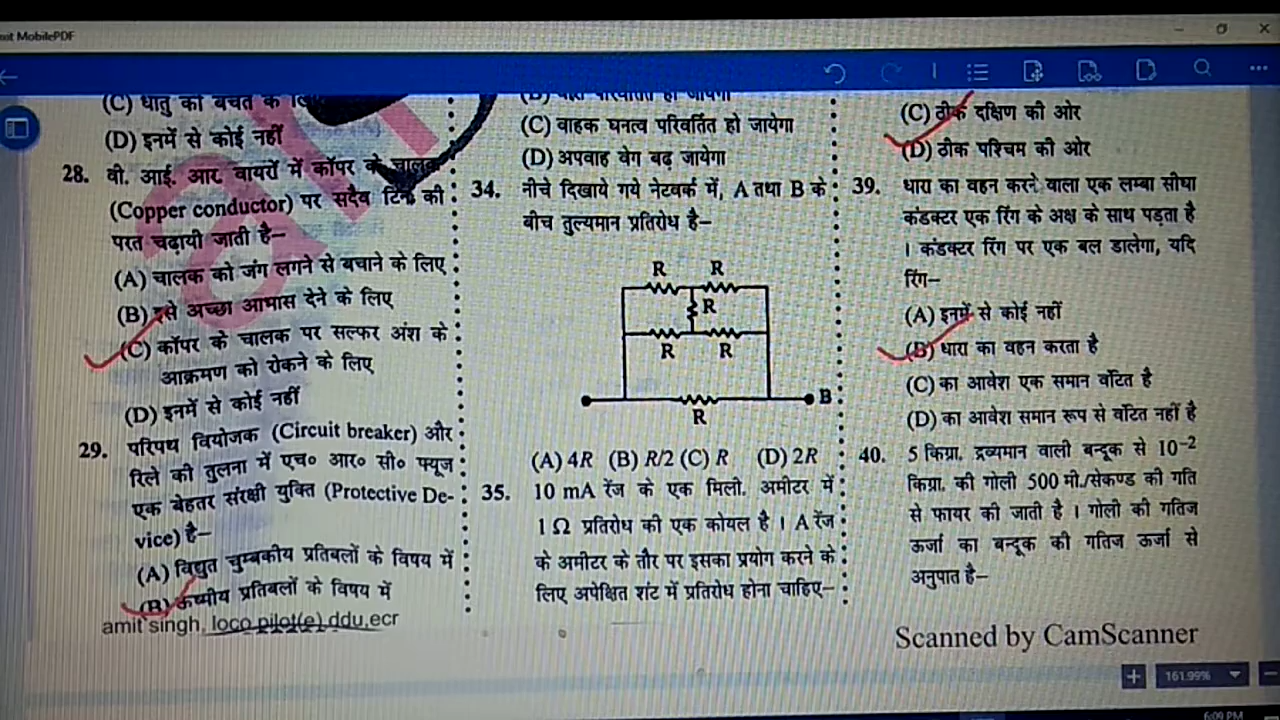 MobilePDF
(C) धातु की बचत के
(D) इनमें से कोई नहीं
28. वी. आई. आर. वायरों में कॉपर के चालक
(Copper conductor) पर सदैव टिन की
परत चढ़ायी जाती है–
(A) चालक को जंग लगने से बचाने के लिए
(B) इसे अच्छा आभास देने के लिए
(C) कॉपर के चालक पर सल्फर अंश के
आक्रमण को रोकने के लिए
(D) इनमें से कोई नहीं
29. परिपथ वियोजक (Circuit breaker) और
रिले की तुलना में एच० आर० सी० फ्यूज
एक बेहतर संरक्षी युक्ति (Protective De-
vice) है–
(A) विद्युत चुम्बकीय प्रतिबलों के विषय में
(B) ऊष्मीय प्रतिबलों के विषय में
amit singh, loco pilot(e),ddu,ecr
(C) वाहक घनत्व परिवर्तित हो जायेगा
(D) अपवाह वेग बढ़ जायेगा
34. नीचे दिखाये गये नेटवर्क में, A तथा B के
बीच तुल्यमान प्रतिरोध है–
R R
R
R R
B
R
(A) 4R (B) R/2 (C) R (D) 2R
35. 10 mA रेंज के एक मिली. अमीटर में
1 Ω प्रतिरोध की एक कोयल है । A रेंज
के अमीटर के तौर पर इसका प्रयोग करने के
लिए अपेक्षित शंट में प्रतिरोध होना चाहिए–
(C) ठीक दक्षिण की ओर
(D) ठीक पश्चिम की ओर
39. धारा का वहन करने वाला एक लम्बा सीधा
कंडक्टर एक रिंग के अक्ष के साथ पड़ता है
। कंडक्टर रिंग पर एक बल डालेगा, यदि
रिंग–
(A) इनमें से कोई नहीं
(B) धारा का वहन करता है
(C) का आवेश एक समान वंटित है
(D) का आवेश समान रूप से वंटित नहीं है
40. 5 किग्रा. द्रव्यमान वाली बन्दूक से 10⁻²
किग्रा. की गोली 500 मी./सेकण्ड की गति
से फायर की जाती है । गोली की गतिज
ऊर्जा का बन्दूक की गतिज ऊर्जा से
अनुपात है–
Scanned by CamScanner
161.99%
6:09 PM